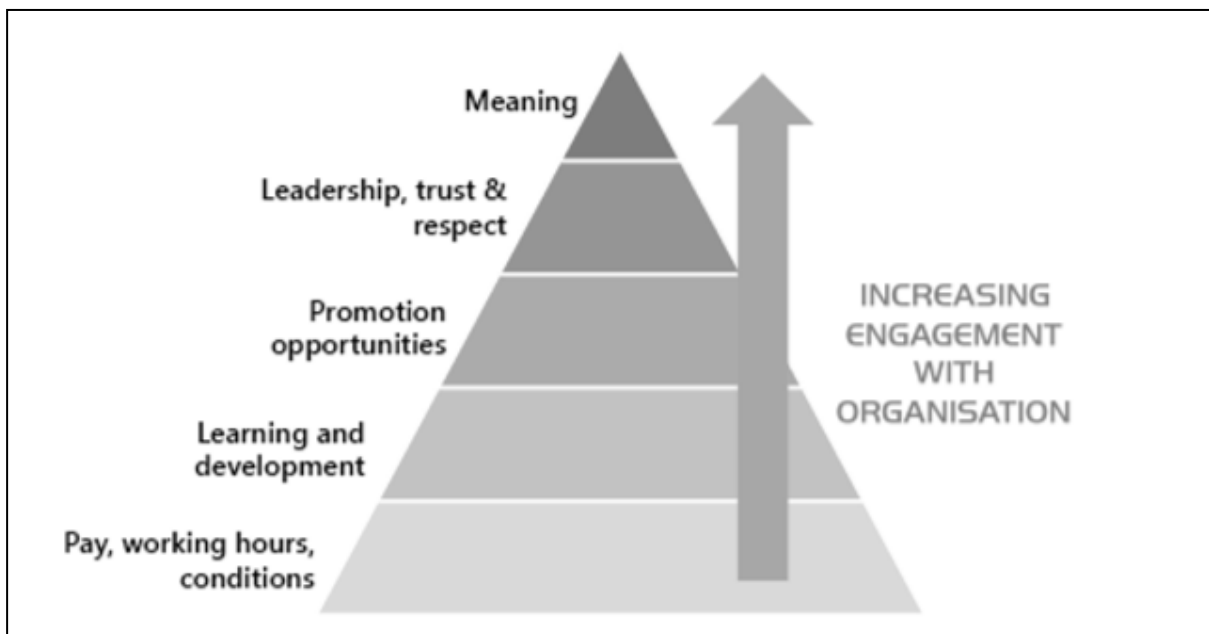 Meaning
Leadership, trust &
respect
Promotion
opportunities
Learning and
development
Pay, working hours,
conditions
INCREASING
ENGAGEMENT
WITH
ORGANISATION